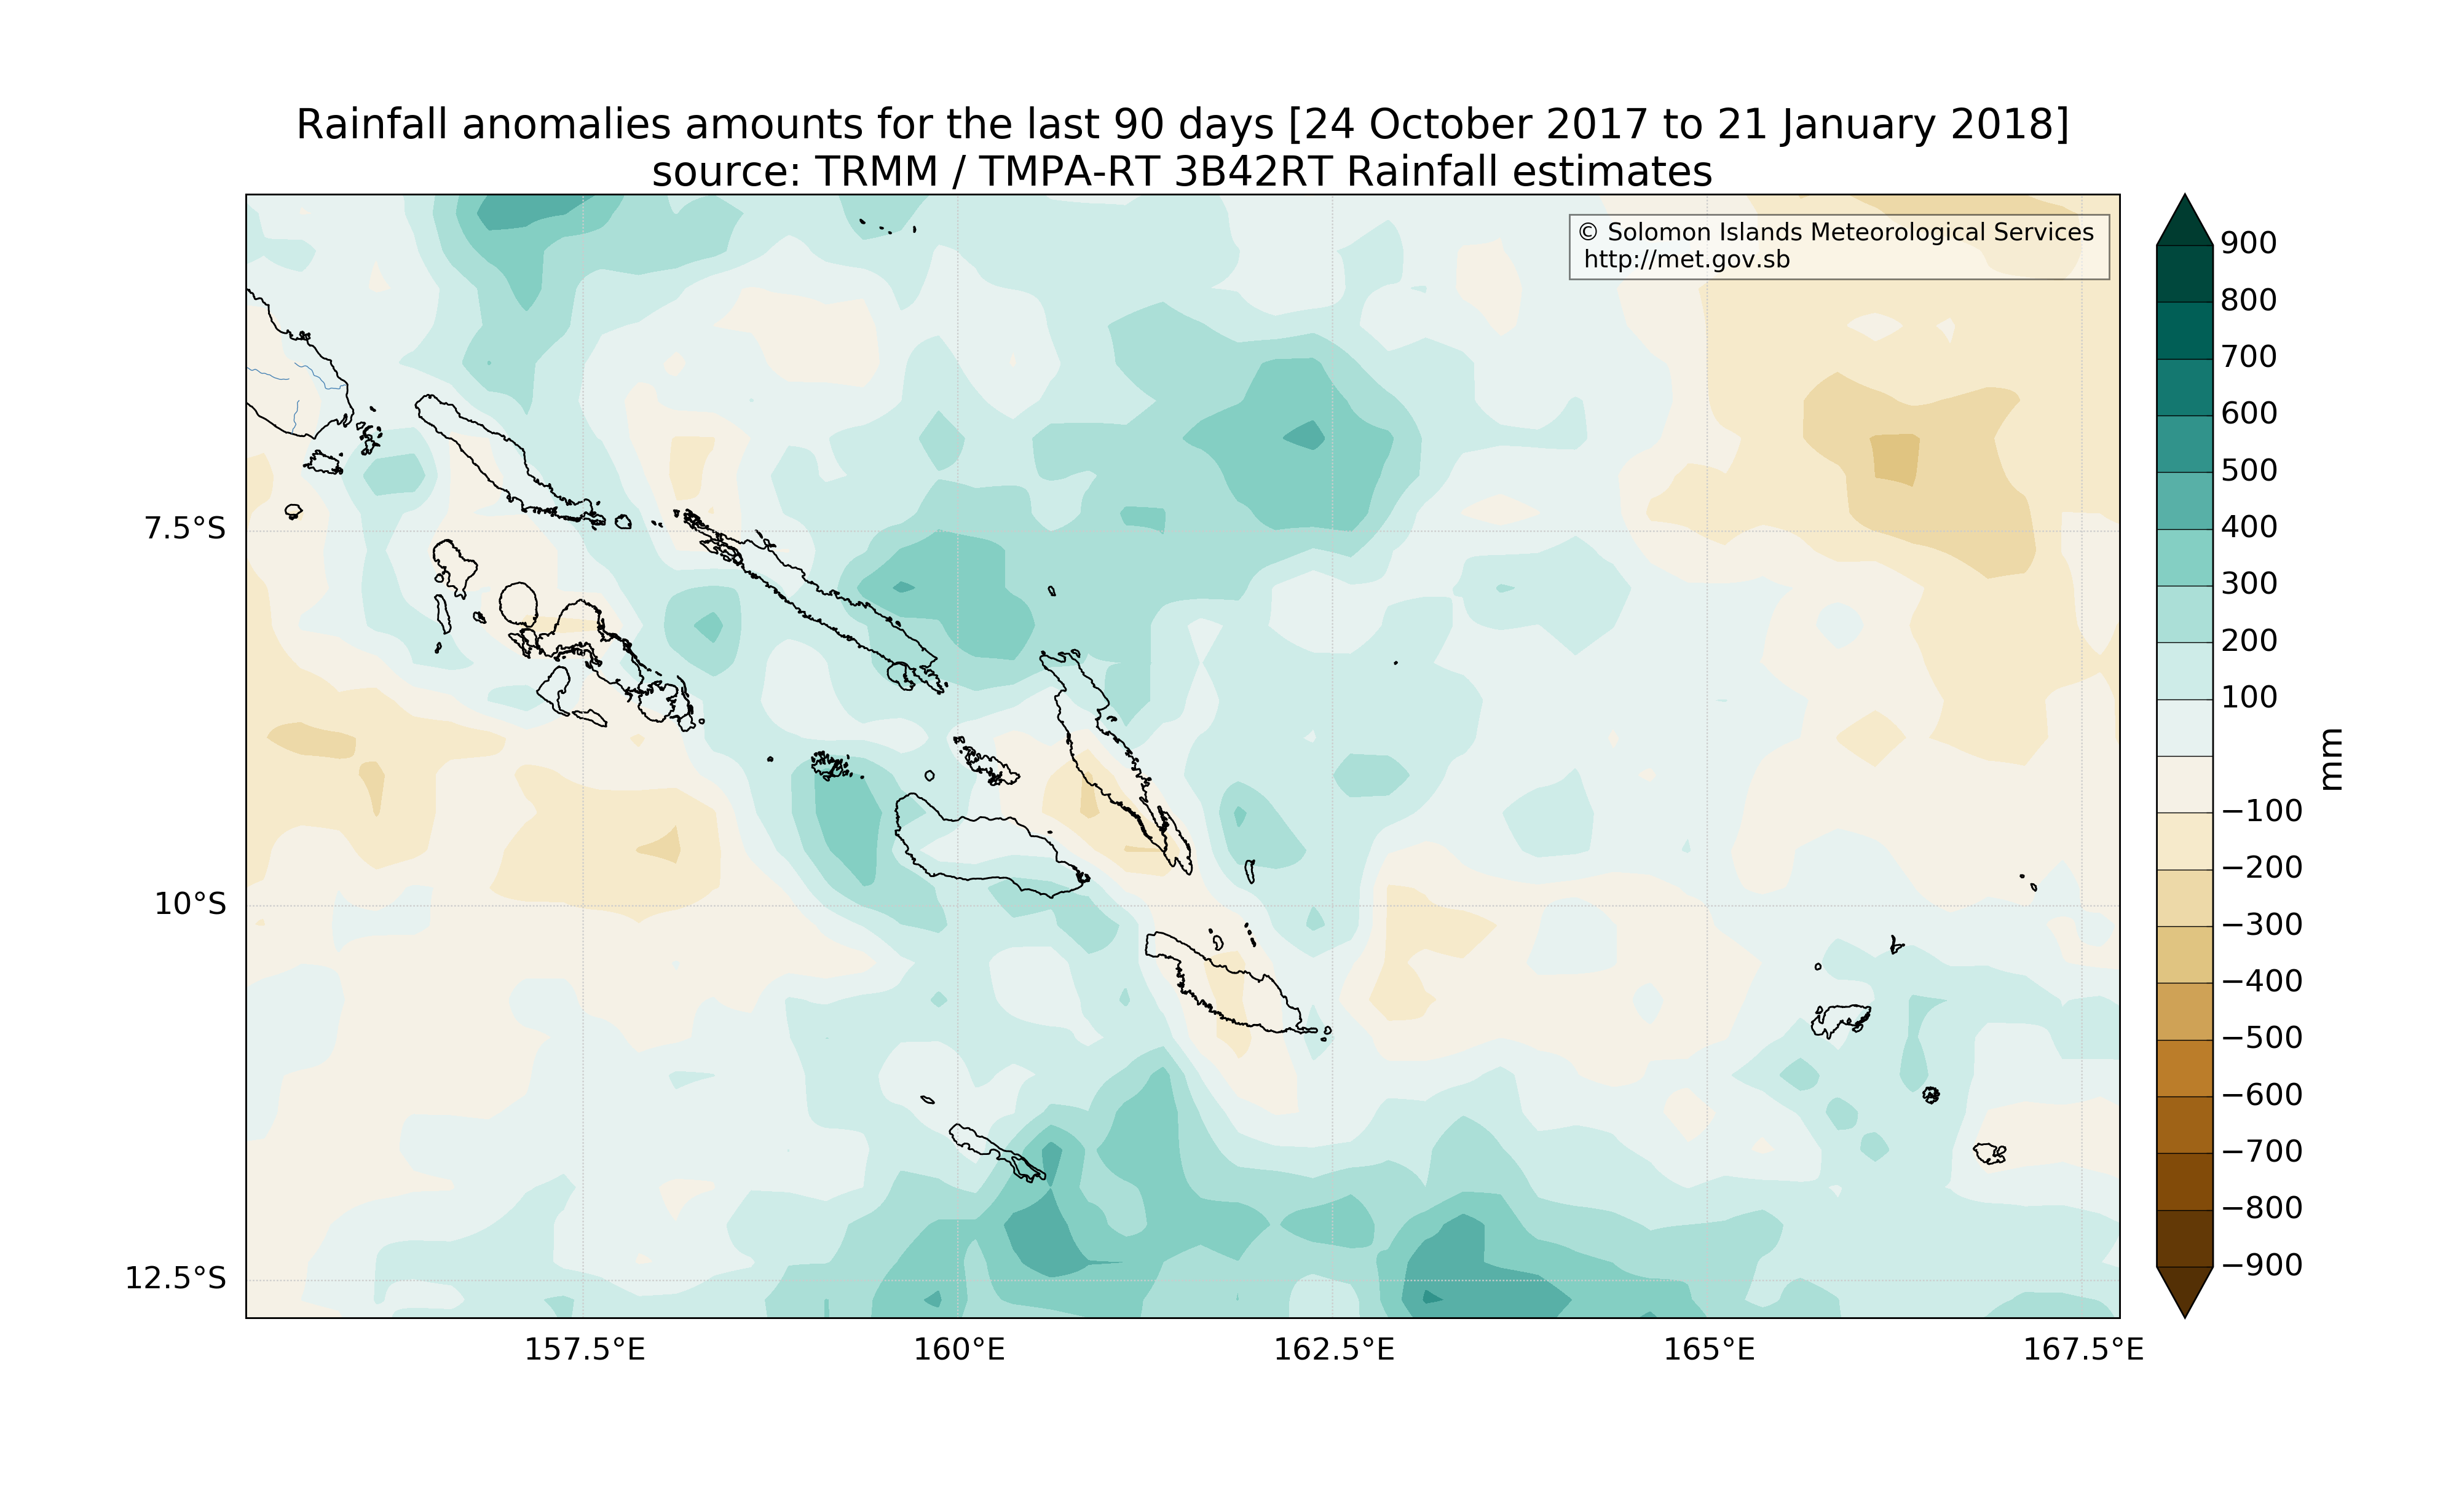 Rainfall anomalies amounts for the last 90 days [24 October 2017 to 21 January 2018]
source: TRMM / TMPA-RT 3B42RT Rainfall estimates
© Solomon Islands Meteorological Services
http://met.gov.sb
7.5°S
10°S
12.5°S
157.5°E
160°E
162.5°E
165°E
167.5°E
900
800
700
600
500
400
300
200
100
−100
−200
−300
−400
−500
−600
−700
−800
−900
mm